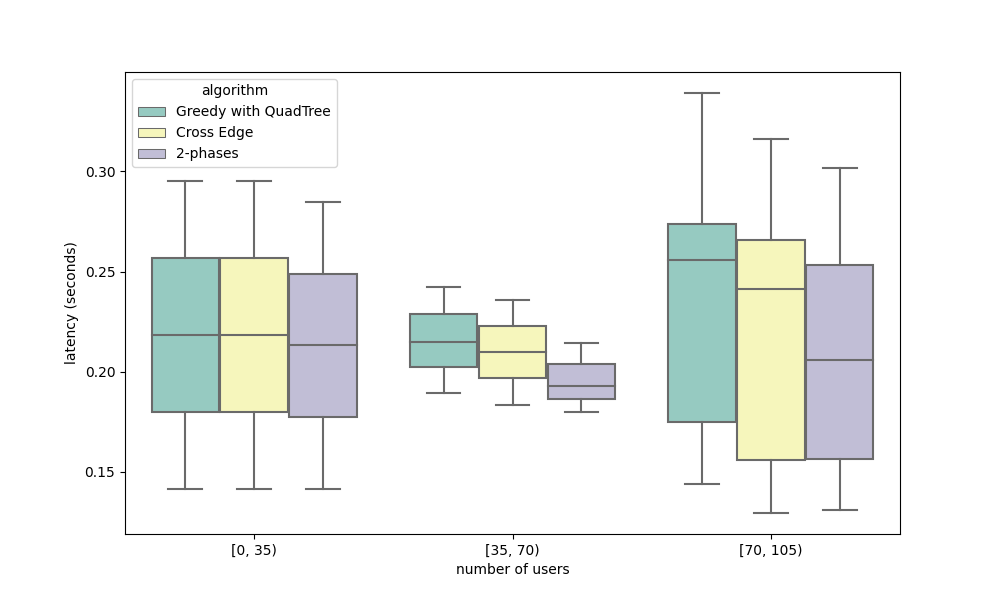 algorithm
Greedy with QuadTree
Cross Edge
2-phases
0.30
0.25
0.20
0.15
latency (seconds)
[0, 35)
[35, 70)
[70, 105)
number of users